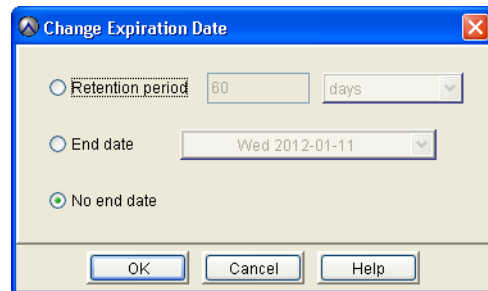 Change Expiration Date
Retention period 60 days
End date Wed 2012-01-11
No end date
OK Cancel Help